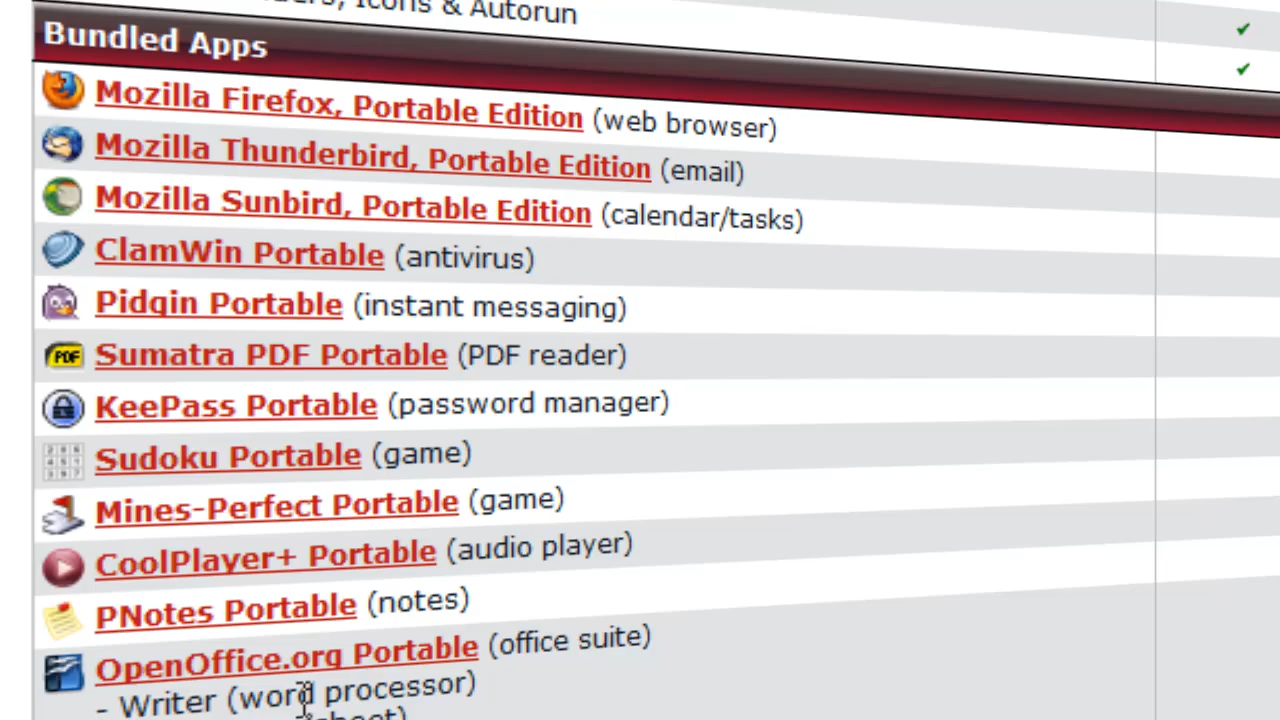 Icons & Autorun
Bundled Apps
Mozilla Firefox, Portable Edition (web browser)
Mozilla Thunderbird, Portable Edition (email)
Mozilla Sunbird, Portable Edition (calendar/tasks)
ClamWin Portable (antivirus)
Pidgin Portable (instant messaging)
PDF Sumatra PDF Portable (PDF reader)
KeePass Portable (password manager)
Sudoku Portable (game)
Mines-Perfect Portable (game)
CoolPlayer+ Portable (audio player)
PNotes Portable (notes)
OpenOffice.org Portable (office suite)
- Writer (word processor)